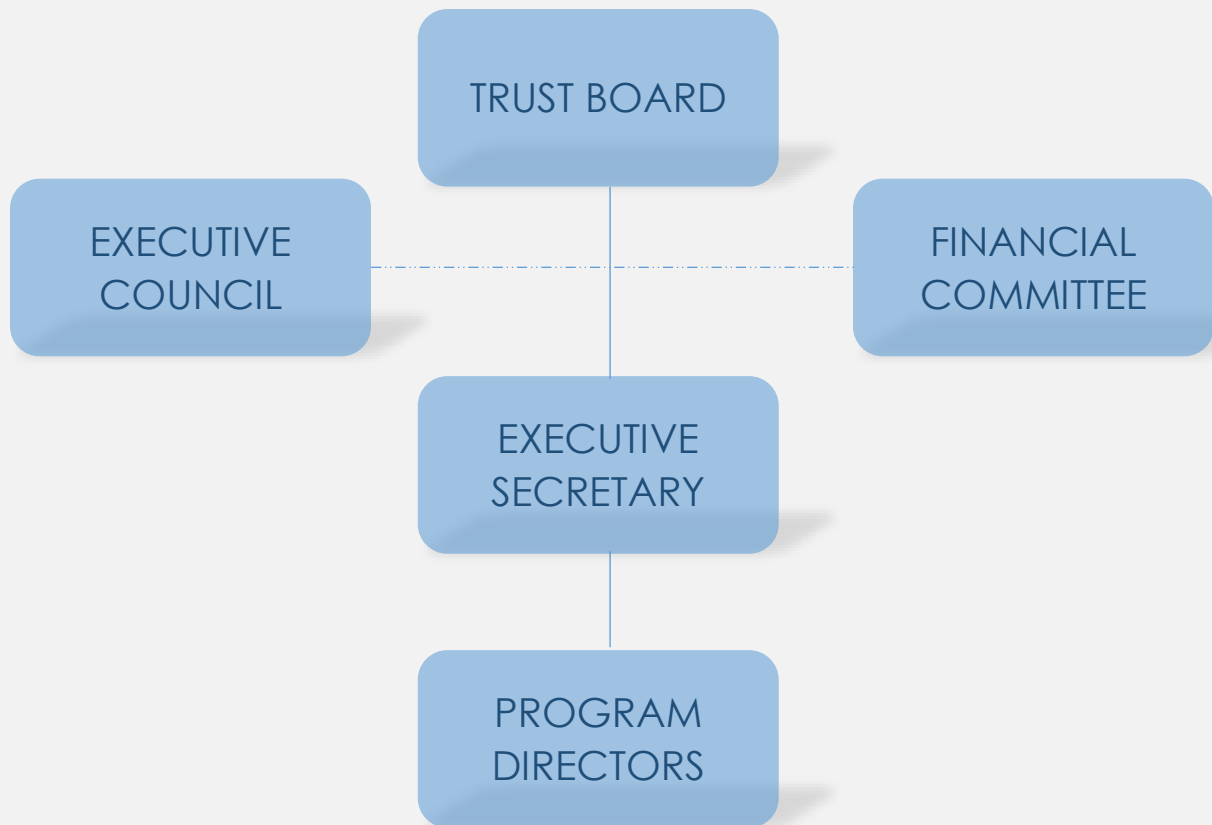 TRUST BOARD
EXECUTIVE
COUNCIL
FINANCIAL
COMMITTEE
EXECUTIVE
SECRETARY
PROGRAM
DIRECTORS